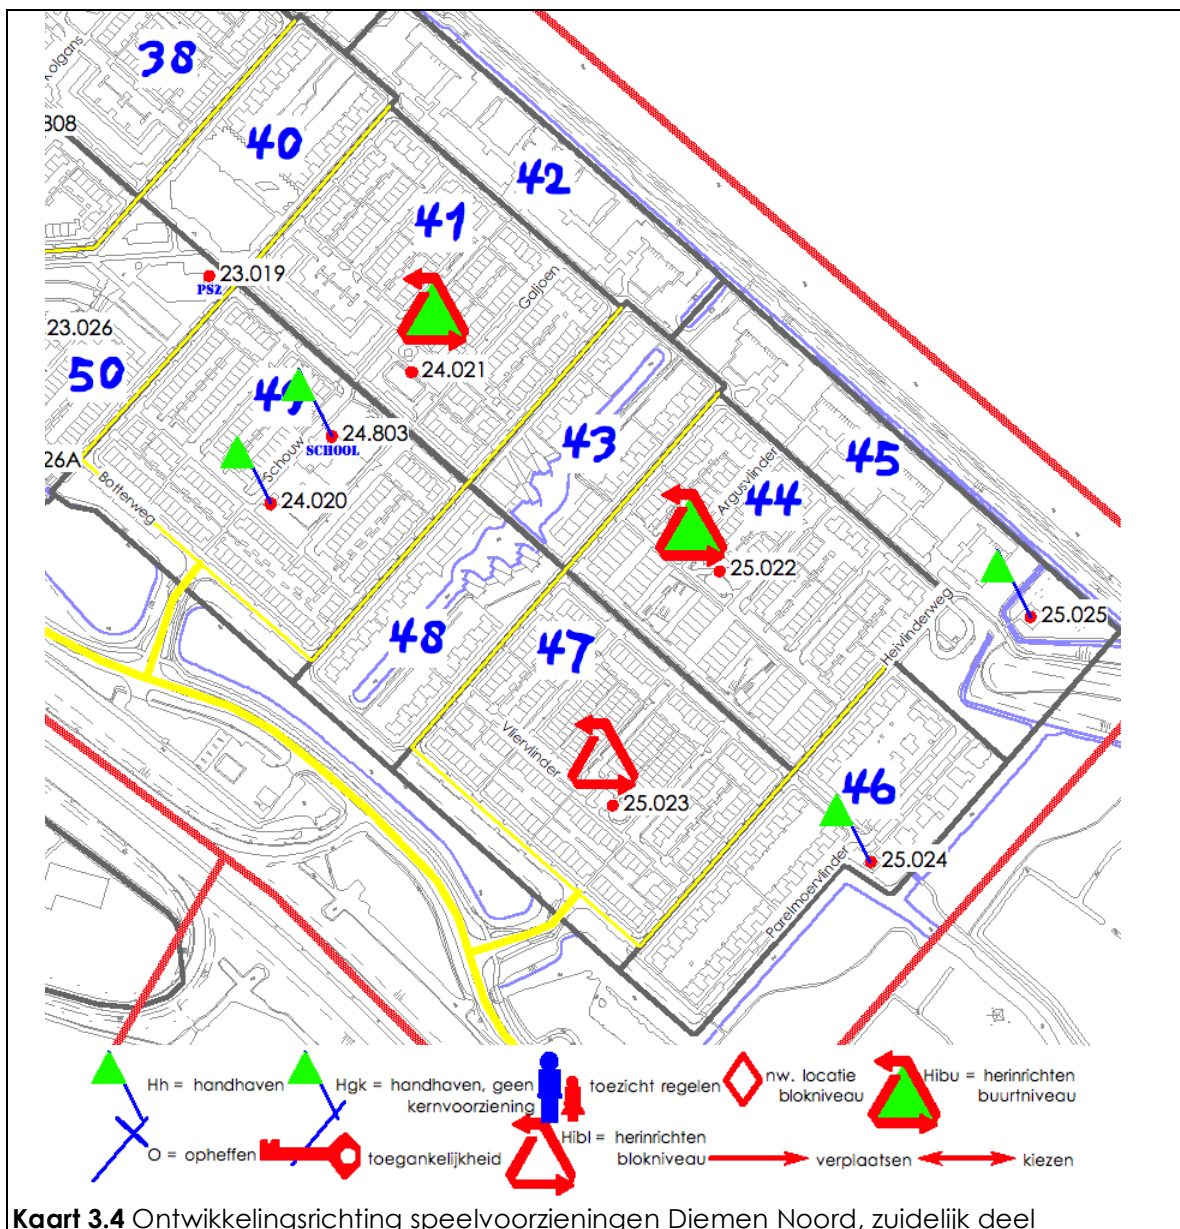 Kolgans
38
808
40
42
41
23.019
PSZ
Galjoen
23.026
50
24.021
49
24.803
SCHOOL
Schouw
43
45
26A
Botterweg
24.020
Argusvlinder
44
25.022
48
47
Heivlinderweg
25.025
Vliervlinder
25.023
46
25.024
Parelmoervlinder
Hh = handhaven
Hgk = handhaven, geen
kernvoorziening
toezicht regelen
nw. locatie
blokniveau
Hibu = herinrichten
buurtniveau
O = opheffen
toegankelijkheid
Hibl = herinrichten
blokniveau
verplaatsen
kiezen
Kaart 3.4 Ontwikkelingsrichting speelvoorzieningen Diemen Noord, zuidelijk deel